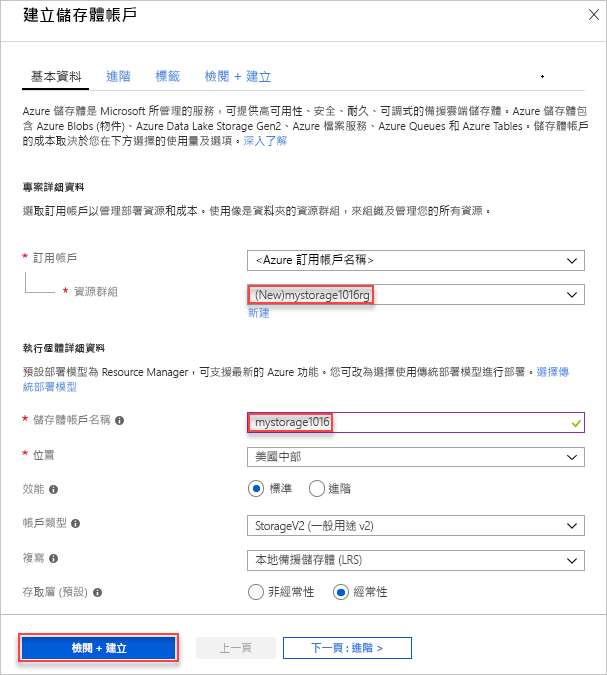 建立儲存體帳戶
基本資料 進階 標籤 檢閱 + 建立
Azure 儲存體是 Microsoft 所管理的服務，可提供高可用性、安全、耐久、可調式的備援雲端儲存體。Azure 儲存體包
含 Azure Blobs (物件)、Azure Data Lake Storage Gen2、Azure 檔案服務、Azure Queues 和 Azure Tables。儲存體帳戶
的成本取決於您在下方選擇的使用量及選項。深入了解
專案詳細資料
選取訂用帳戶以管理部署資源和成本。使用像是資料夾的資源群組，來組織及管理您的所有資源。
* 訂用帳戶 <Azure 訂用帳戶名稱>
* 資源群組 (New)mystorage1016rg
新建
執行個體詳細資料
預設部署模型為 Resource Manager，可支援最新的 Azure 功能。您可改為選擇使用傳統部署模型進行部署。選擇傳
統部署模型
* 儲存體帳戶名稱 mystorage1016
* 位置 美國中部
效能 標準 進階
帳戶類型 StorageV2 (一般用途 v2)
複寫 本地備援儲存體 (LRS)
存取層 (預設) 非經常性 經常性
檢閱 + 建立 上一頁 下一頁 : 進階 >